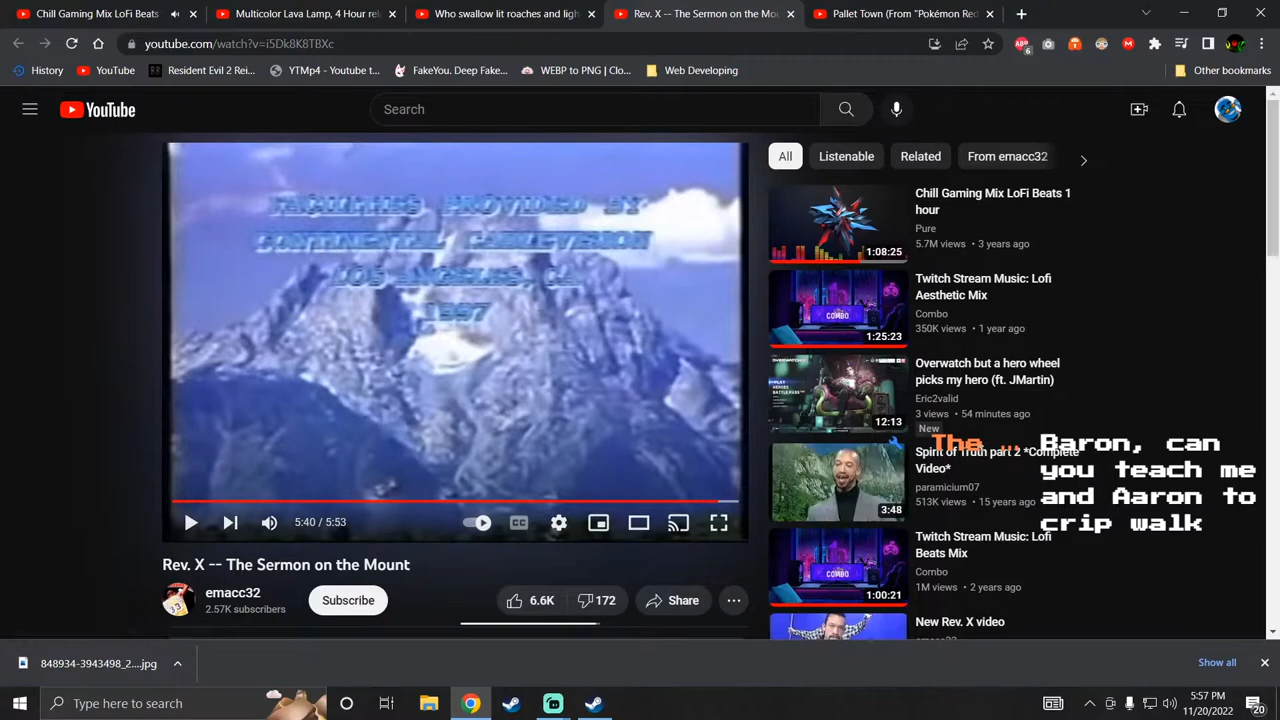 Chill Gaming Mix LoFi Beats
Multicolor Lava Lamp, 4 Hour rel
Who swallow lit roaches and ligh
Rev. X -- The Sermon on the Mou
Pallet Town (From "Pokémon Red
youtube.com/watch?v=i5Dk8K8TBXc
ABP
6
M
History
YouTube
Resident Evil 2 Rei...
YTMp4 - Youtube t...
FakeYou. Deep Fake...
WEBP to PNG | Clo...
Web Developing
Other bookmarks
YouTube
Search
All
Listenable
Related
From emacc32
FACILITIES PROVIDED BY
CONTINENTAL CABLEVISION
LOS ANGELES, CA
1987
5:40 / 5:53
CC
Rev. X -- The Sermon on the Mount
emacc32
2.57K subscribers
Subscribe
6.6K
172
Share
Chill Gaming Mix LoFi Beats 1
hour
Pure
5.7M views • 3 years ago
1:08:25
Twitch Stream Music: Lofi
Aesthetic Mix
Combo
350K views • 1 year ago
COMBO
1:25:23
Overwatch but a hero wheel
picks my hero (ft. JMartin)
Eric2valid
3 views • 54 minutes ago
New
12:13
Spirit of Truth part 2 *Complete
Video*
paramicium07
513K views • 15 years ago
3:48
Twitch Stream Music: Lofi
Beats Mix
Combo
1M views • 2 years ago
COMBO
1:00:21
New Rev. X video
emacc32
The ... Baron, can
you teach me
and Aaron to
crip walk
848934-3943498_2....jpg
Show all
Type here to search
5:57 PM
11/20/2022
20